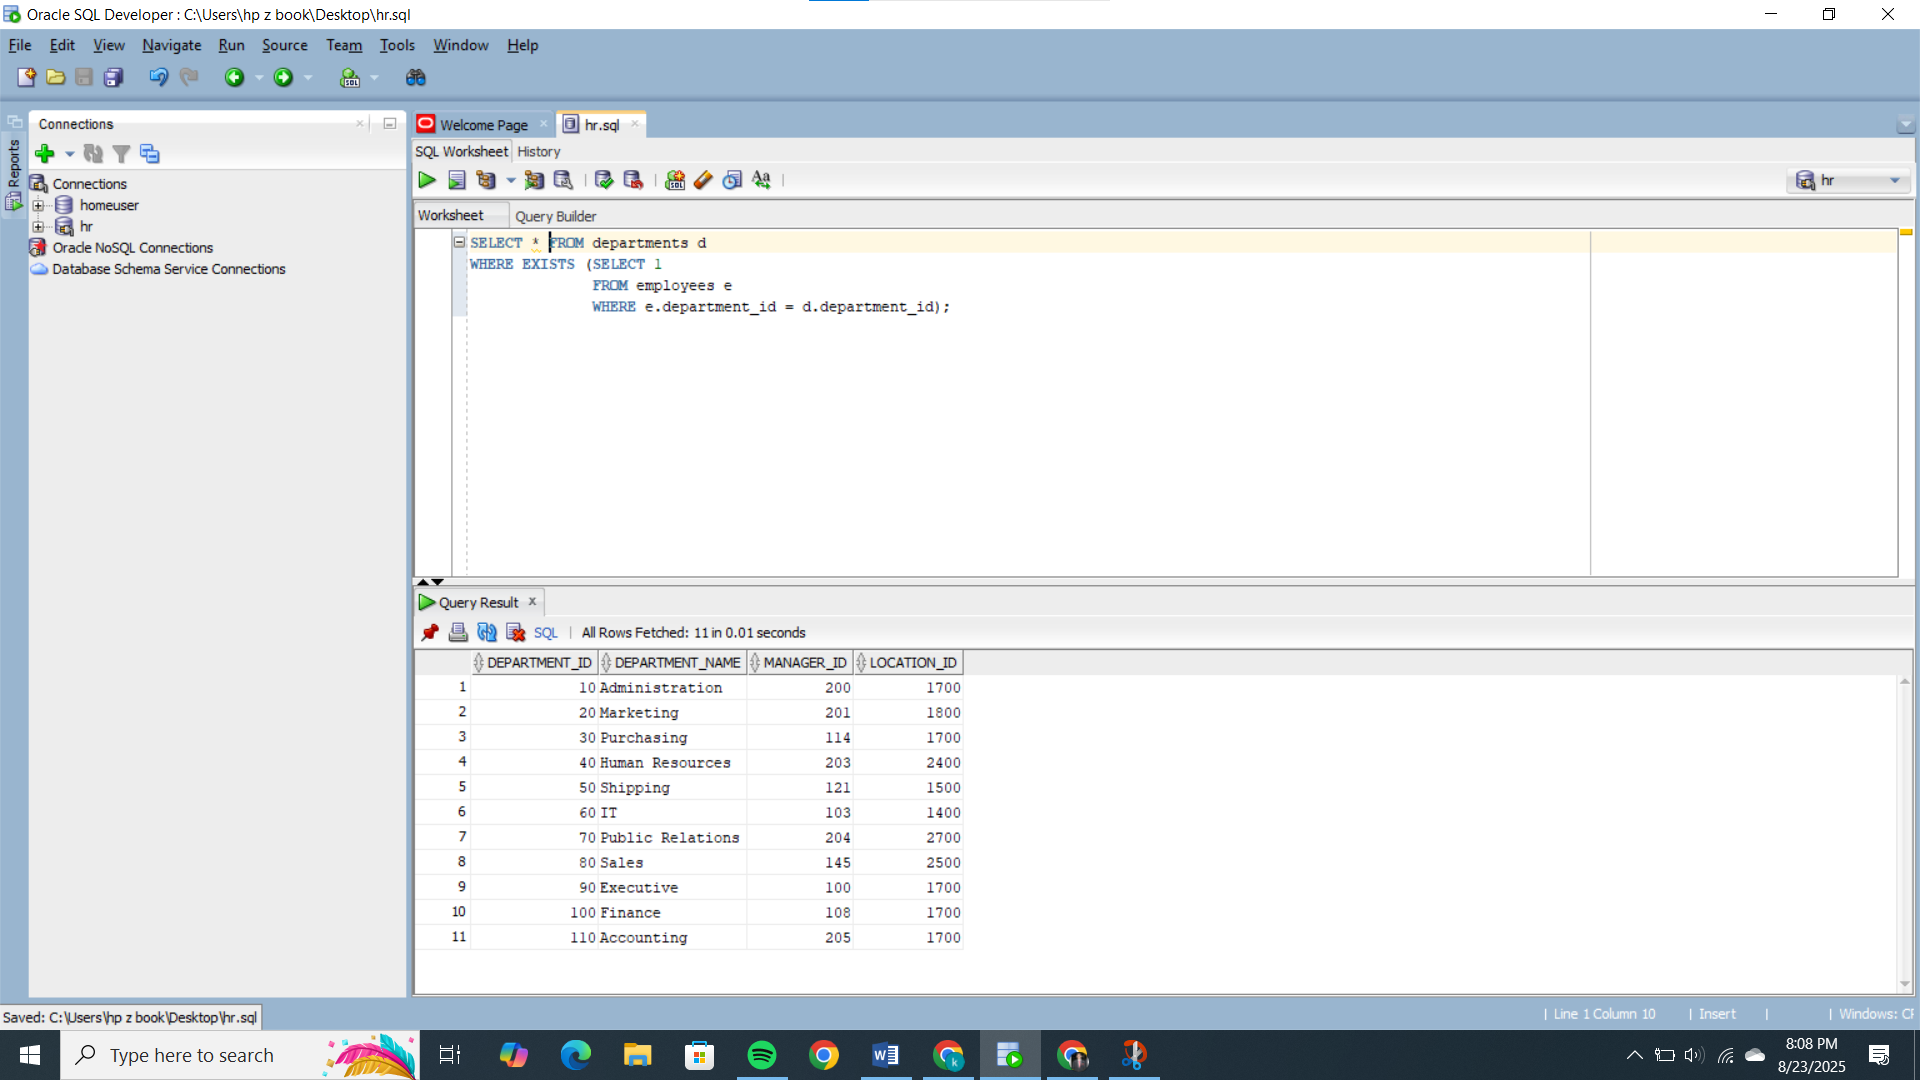 Oracle SQL Developer : C:\Users\hp z book\Desktop\hr.sql
File Edit View Navigate Run Source Team Tools Window Help
Reports
Connections
Connections
homeuser
hr
Oracle NoSQL Connections
Database Schema Service Connections
Welcome Page hr.sql
SQL Worksheet History
hr
Worksheet Query Builder
SELECT * FROM departments d
WHERE EXISTS (SELECT 1
FROM employees e
WHERE e.department_id = d.department_id);
Query Result
SQL All Rows Fetched: 11 in 0.01 seconds
DEPARTMENT_ID DEPARTMENT_NAME MANAGER_ID LOCATION_ID
1 10 Administration 200 1700
2 20 Marketing 201 1800
3 30 Purchasing 114 1700
4 40 Human Resources 203 2400
5 50 Shipping 121 1500
6 60 IT 103 1400
7 70 Public Relations 204 2700
8 80 Sales 145 2500
9 90 Executive 100 1700
10 100 Finance 108 1700
11 110 Accounting 205 1700
Saved: C:\Users\hp z book\Desktop\hr.sql
Line 1 Column 10 Insert Windows: CF
Type here to search
8:08 PM
8/23/2025